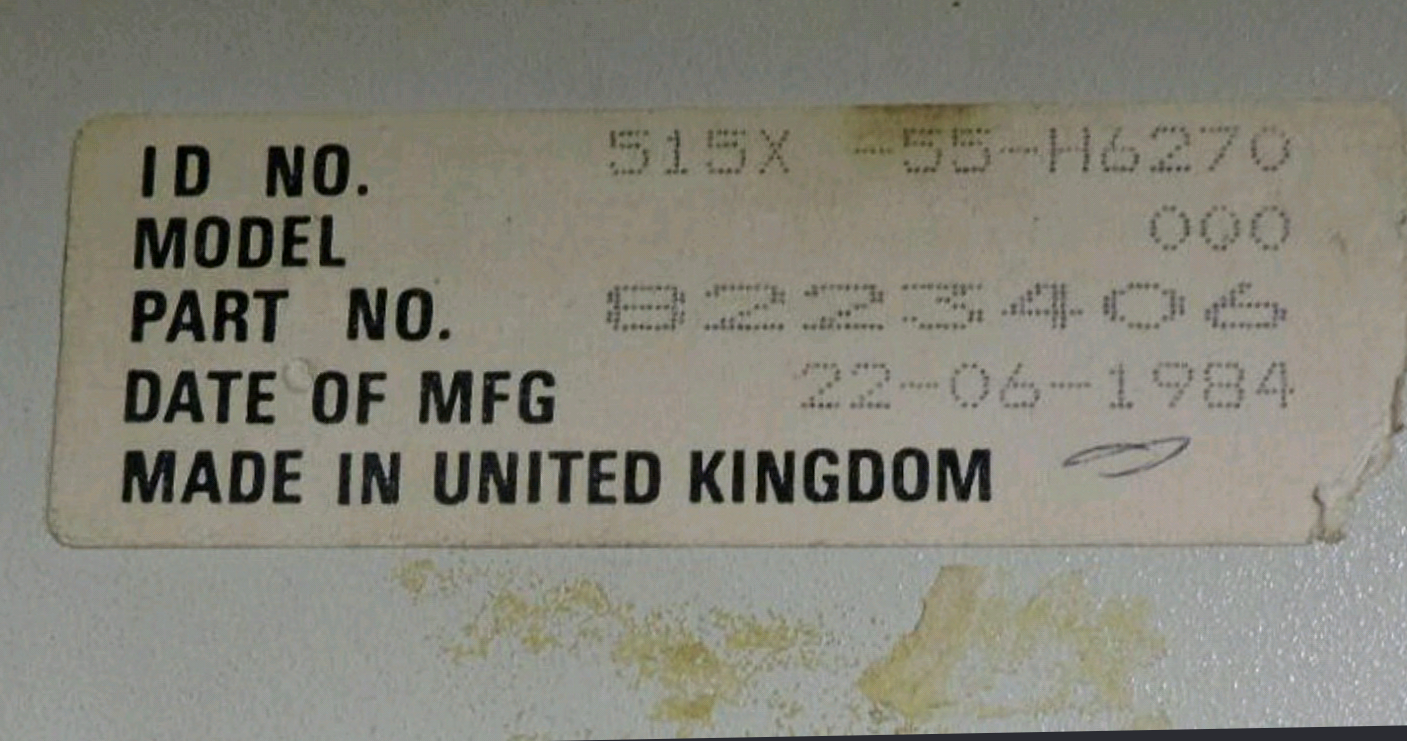 ID NO. 515X -55-H6270
MODEL 000
PART NO. 8223406
DATE OF MFG 22-06-1984
MADE IN UNITED KINGDOM